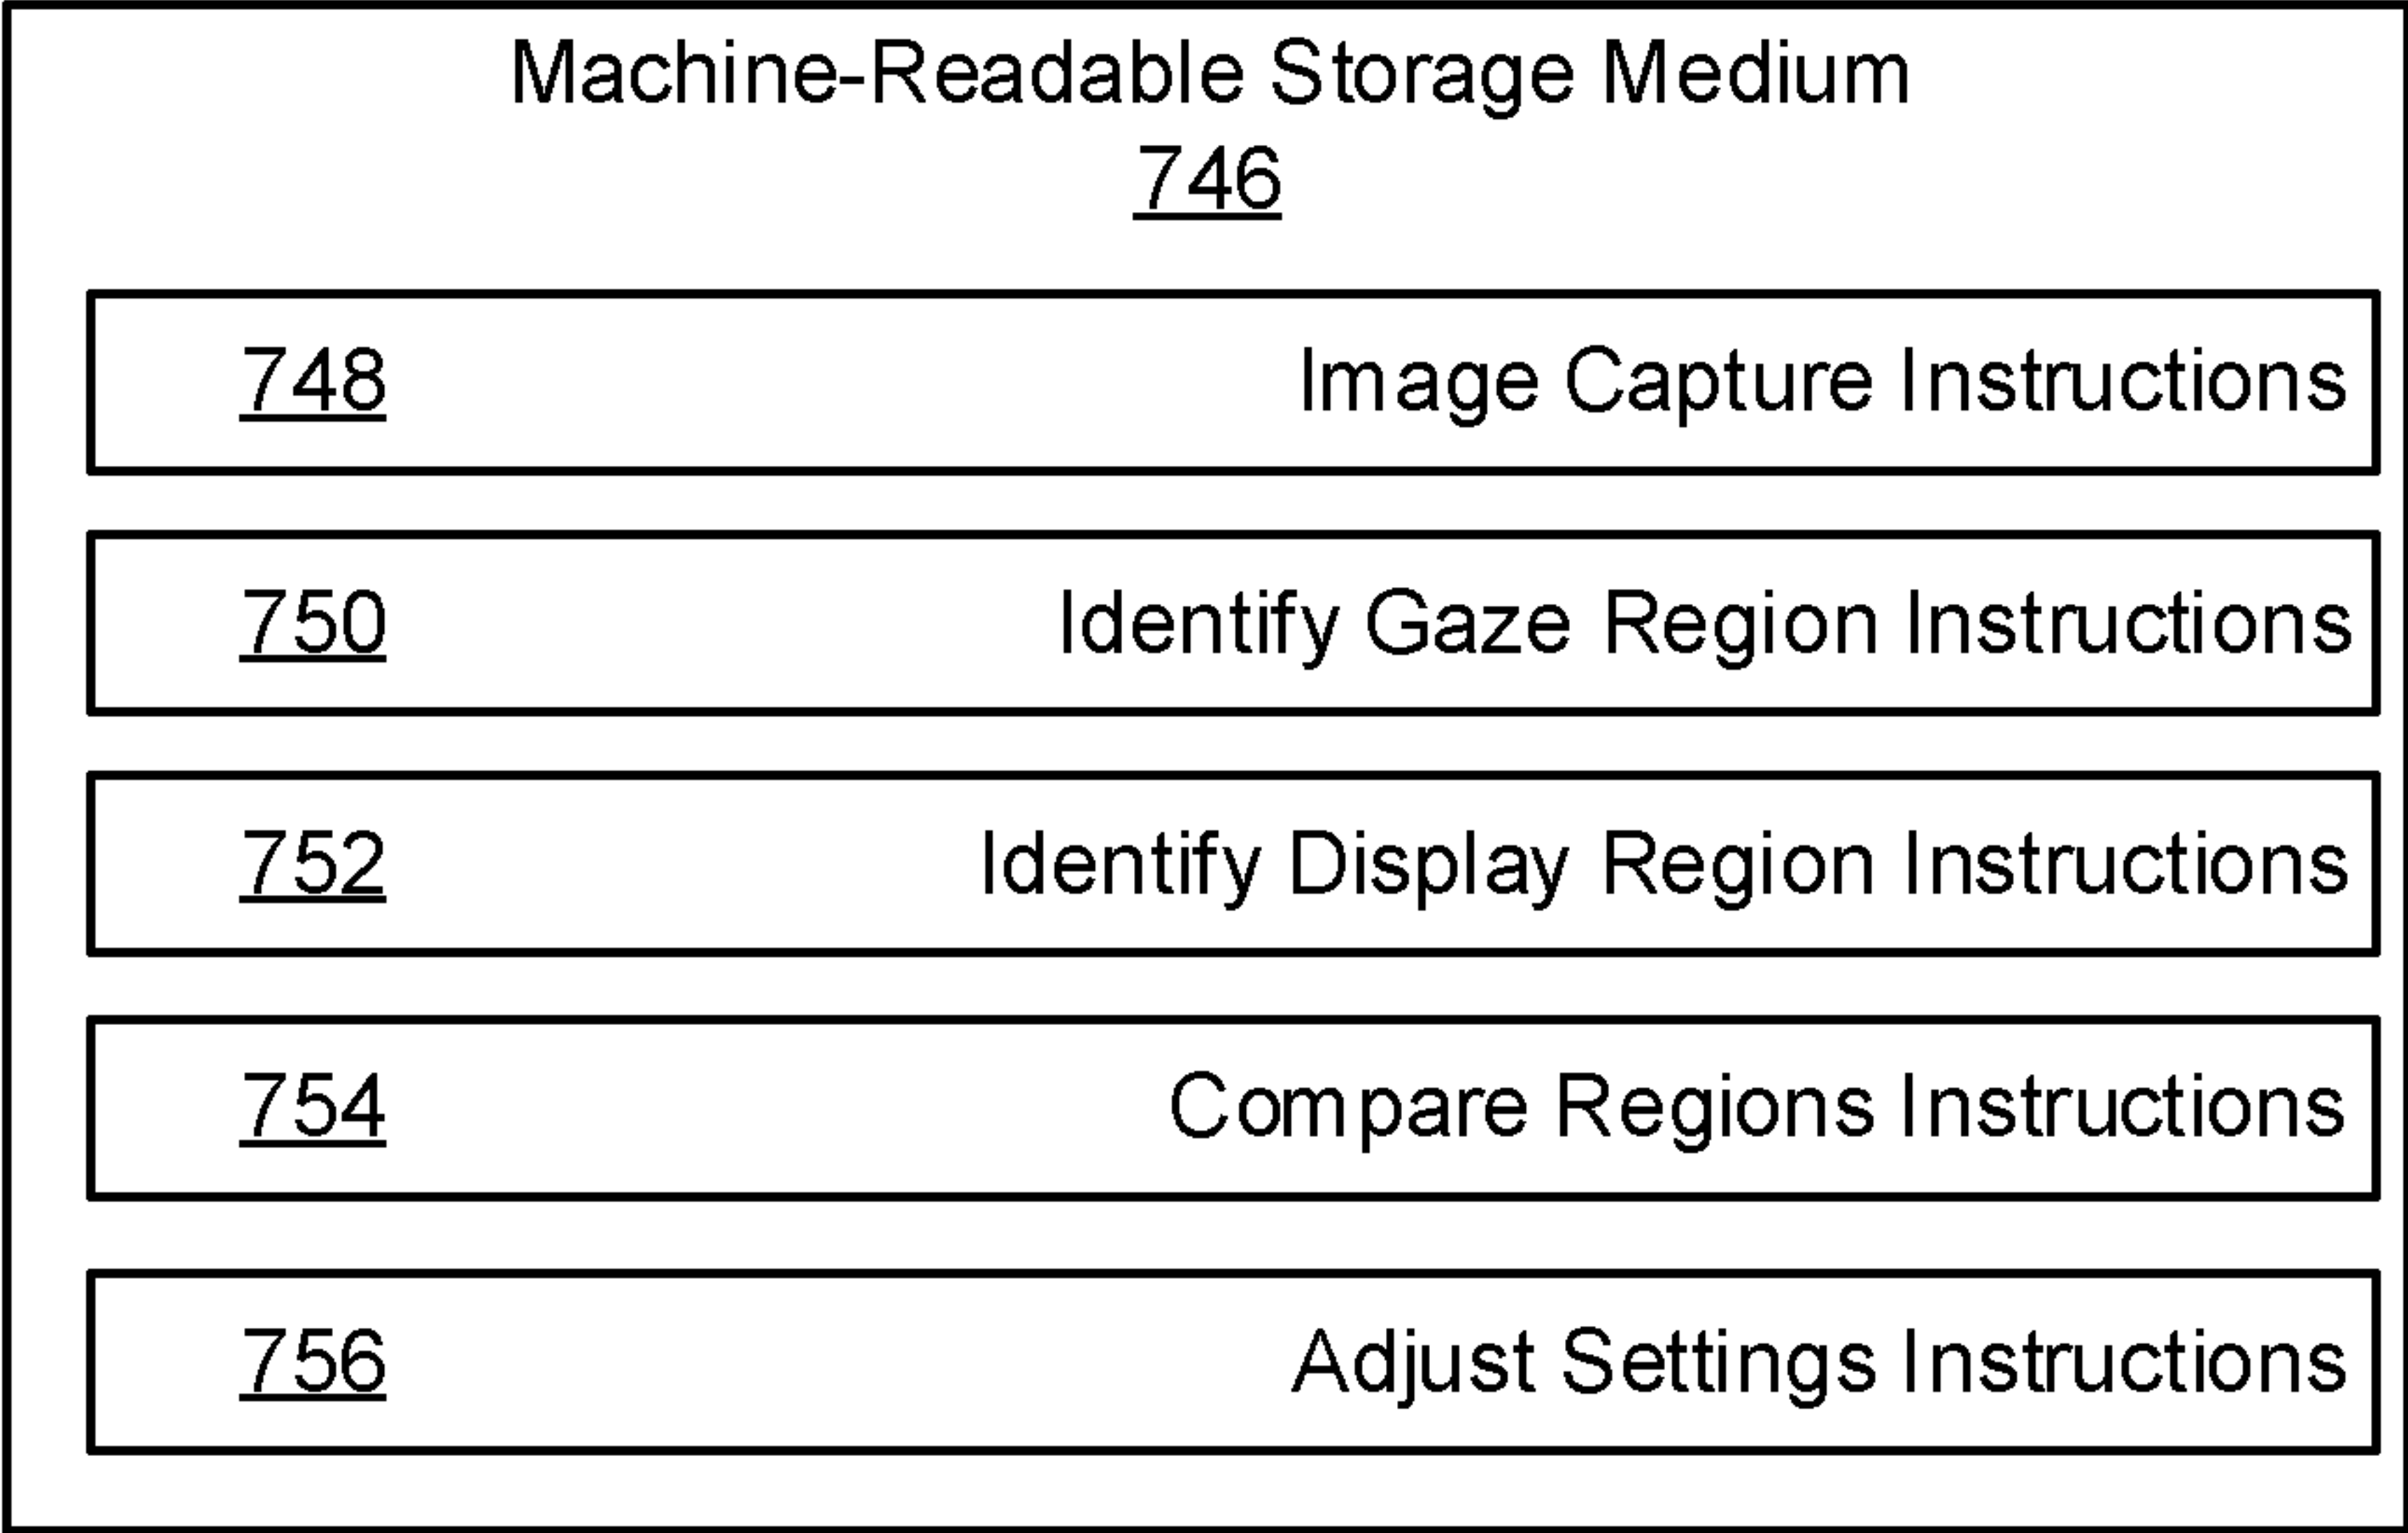 Machine-Readable Storage Medium
746
748 Image Capture Instructions
750 Identify Gaze Region Instructions
752 Identify Display Region Instructions
754 Compare Regions Instructions
756 Adjust Settings Instructions